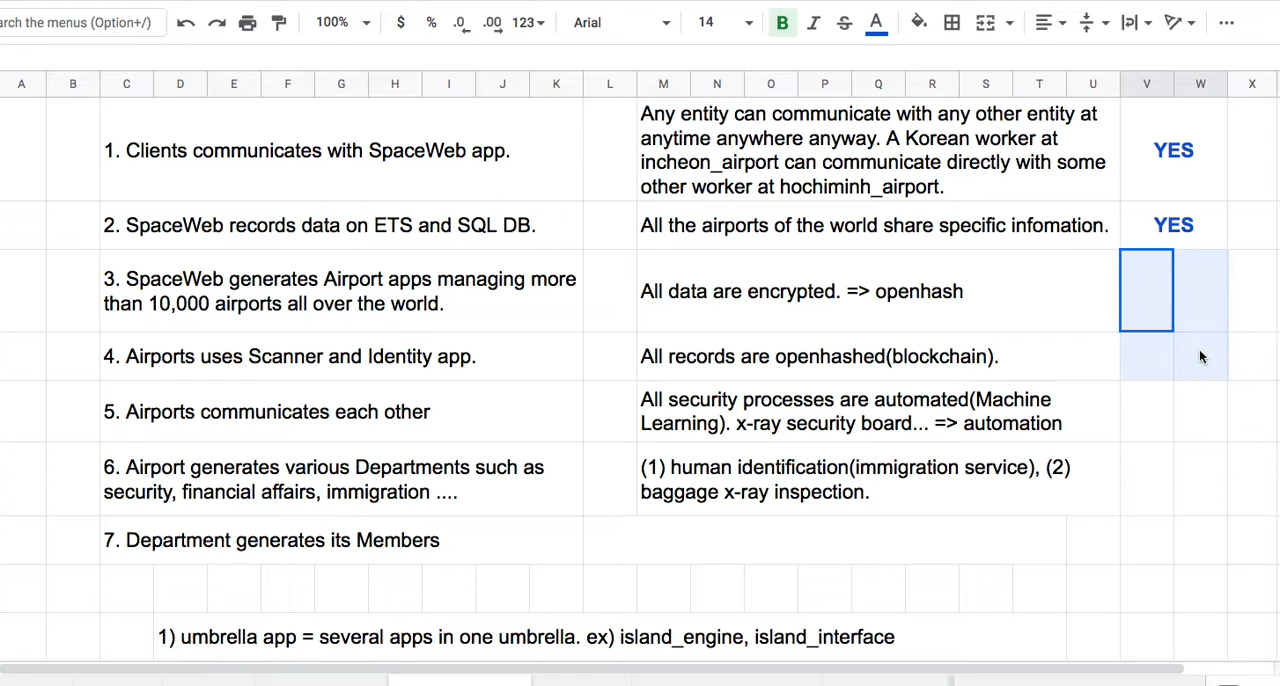 arch the menus (Option+/)
100%
$
%
.0
.00
123
Arial
14
B
I
S
A
A
B
C
D
E
F
G
H
I
J
K
L
M
N
O
P
Q
R
S
T
U
V
W
X
1. Clients communicates with SpaceWeb app.
Any entity can communicate with any other entity at
anytime anywhere anyway. A Korean worker at
incheon_airport can communicate directly with some
other worker at hochiminh_airport.
YES
2. SpaceWeb records data on ETS and SQL DB.
All the airports of the world share specific infomation.
YES
3. SpaceWeb generates Airport apps managing more
than 10,000 airports all over the world.
All data are encrypted. => openhash
4. Airports uses Scanner and Identity app.
All records are openhashed(blockchain).
5. Airports communicates each other
All security processes are automated(Machine
Learning). x-ray security board... => automation
6. Airport generates various Departments such as
security, financial affairs, immigration ....
(1) human identification(immigration service), (2)
baggage x-ray inspection.
7. Department generates its Members
1) umbrella app = several apps in one umbrella. ex) island_engine, island_interface